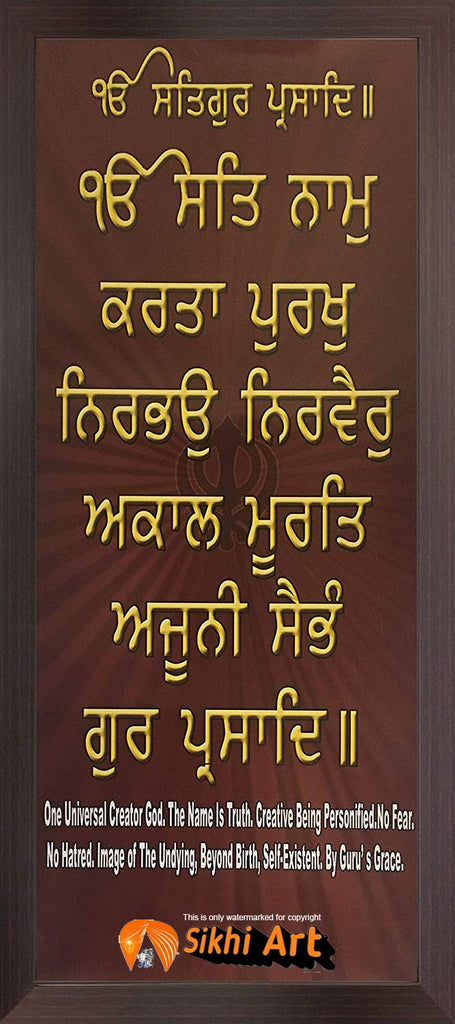 ੴ ਸਤਿਗੁਰ ਪ੍ਰਸਾਦਿ॥
ੴ ਸਤਿ ਨਾਮੁ
ਕਰਤਾ ਪੁਰਖੁ
ਨਿਰਭਉ ਨਿਰਵੈਰੁ
ਅਕਾਲ ਮੂਰਤਿ
ਅਜੂਨੀ ਸੈਭੰ
ਗੁਰ ਪ੍ਰਸਾਦਿ॥
One Universal Creator God. The Name Is Truth. Creative Being Personified.No Fear.
No Hatred. Image of The Undying, Beyond Birth, Self-Existent. By Guru's Grace.
This is only watermarked for copyright
Sikhi Art